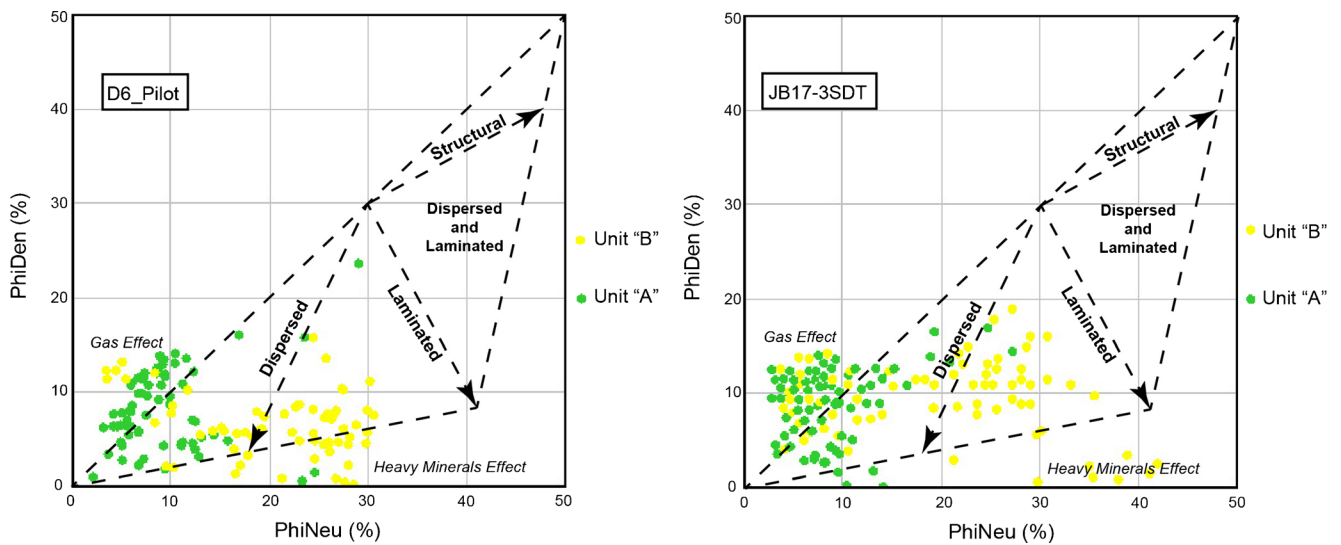 50
40
30
20
10
0
0
10
20
30
40
50
PhiDen (%)
PhiNeu (%)
D6_Pilot
Structural
Dispersed
and
Laminated
Laminated
Dispersed
Gas Effect
Heavy Minerals Effect
Unit “B”
Unit “A”
50
40
30
20
10
0
0
10
20
30
40
50
PhiDen (%)
PhiNeu (%)
JB17-3SDT
Structural
Dispersed
and
Laminated
Laminated
Dispersed
Gas Effect
Heavy Minerals Effect
Unit “B”
Unit “A”